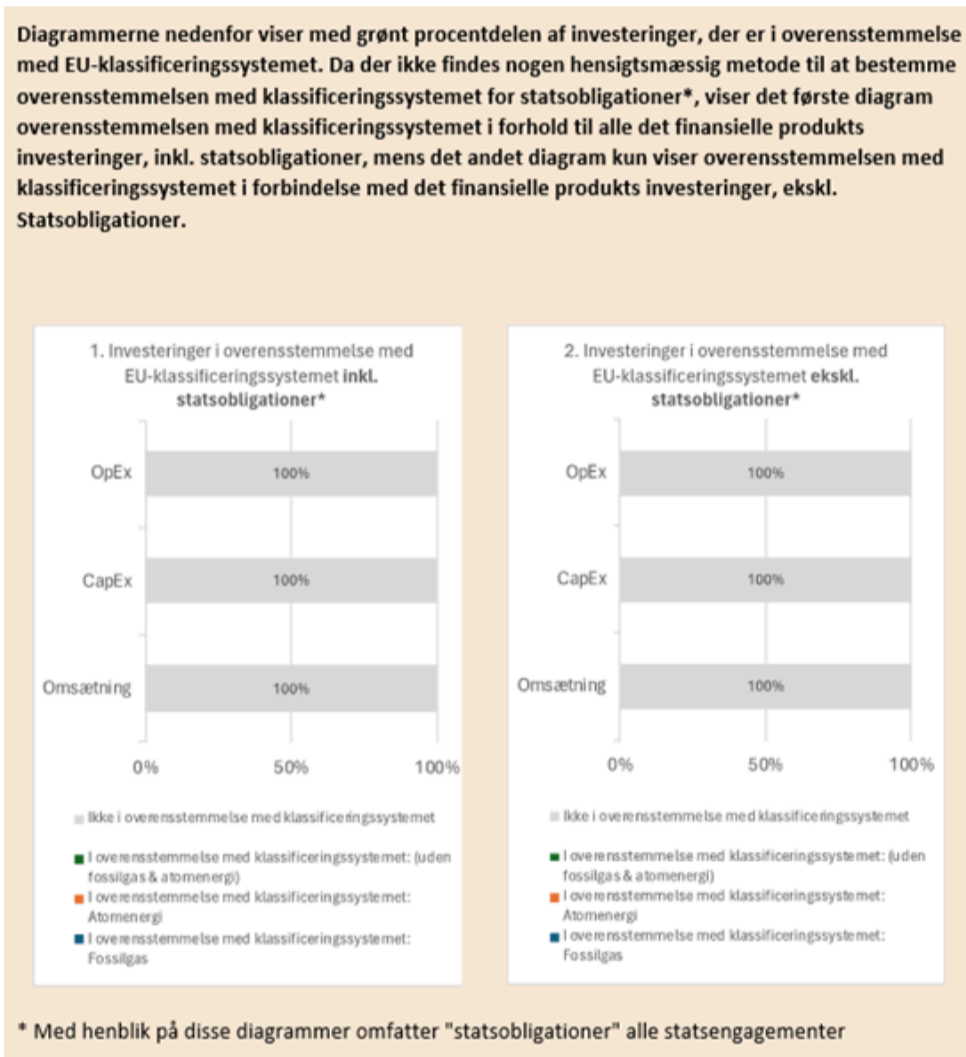 Diagrammerne nedenfor viser med grønt procentdelen af investeringer, der er i overensstemmelse
med EU-klassificeringssystemet. Da der ikke findes nogen hensigtsmæssig metode til at bestemme
overensstemmelsen med klassificeringssystemet for statsobligationer*, viser det første diagram
overensstemmelsen med klassificeringssystemet i forhold til alle det finansielle produkts
investeringer, inkl. statsobligationer, mens det andet diagram kun viser overensstemmelsen med
klassificeringssystemet i forbindelse med det finansielle produkts investeringer, ekskl.
Statsobligationer.
1. Investeringer i overensstemmelse med
EU-klassificeringssystemet inkl.
statsobligationer*
OpEx
100%
CapEx
100%
Omsætning
100%
0% 50% 100%
Ikke i overensstemmelse med klassificeringssystemet
I overensstemmelse med klassificeringssystemet: (uden
fossilgas & atomenergi)
I overensstemmelse med klassificeringssystemet:
Atomenergi
I overensstemmelse med klassificeringssystemet:
Fossilgas
2. Investeringer i overensstemmelse med
EU-klassificeringssystemet ekskl.
statsobligationer*
OpEx
100%
CapEx
100%
Omsætning
100%
0% 50% 100%
Ikke i overensstemmelse med klassificeringssystemet
I overensstemmelse med klassificeringssystemet: (uden
fossilgas & atomenergi)
I overensstemmelse med klassificeringssystemet:
Atomenergi
I overensstemmelse med klassificeringssystemet:
Fossilgas
* Med henblik på disse diagrammer omfatter "statsobligationer" alle statsengagementer